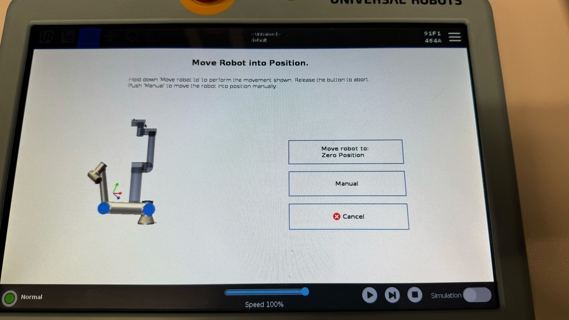 UNIVERSAL ROBOTS
default
91F1
464A
Move Robot into Position.
Hold down 'Move robot to' to perform the movement shown. Release the button to abort.
Push 'Manual' to move the robot into position manually
Move robot to:
Zero Position
Manual
Cancel
Normal
Speed 100%
Simulation